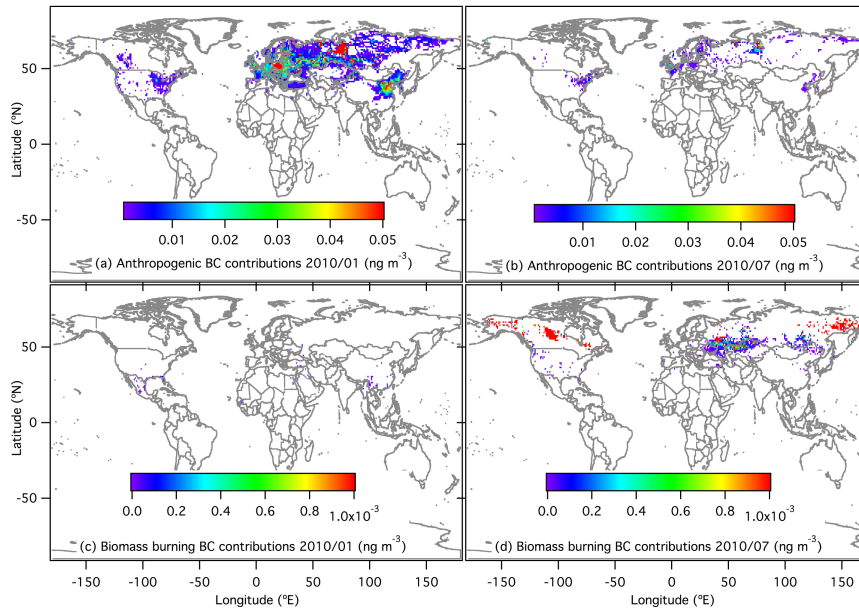 Latitude (ºN)
50
0
-50
0.01 0.02 0.03 0.04 0.05
(a) Anthropogenic BC contributions 2010/01 (ng m⁻³)
0.01 0.02 0.03 0.04 0.05
(b) Anthropogenic BC contributions 2010/07 (ng m⁻³)
Latitude (ºN)
50
0
-50
0.0 0.2 0.4 0.6 0.8
1.0x10⁻³
(c) Biomass burning BC contributions 2010/01 (ng m⁻³)
0.0 0.2 0.4 0.6 0.8
1.0x10⁻³
(d) Biomass burning BC contributions 2010/07 (ng m⁻³)
-150 -100 -50 0 50 100 150
Longitude (ºE)
-150 -100 -50 0 50 100 150
Longitude (ºE)